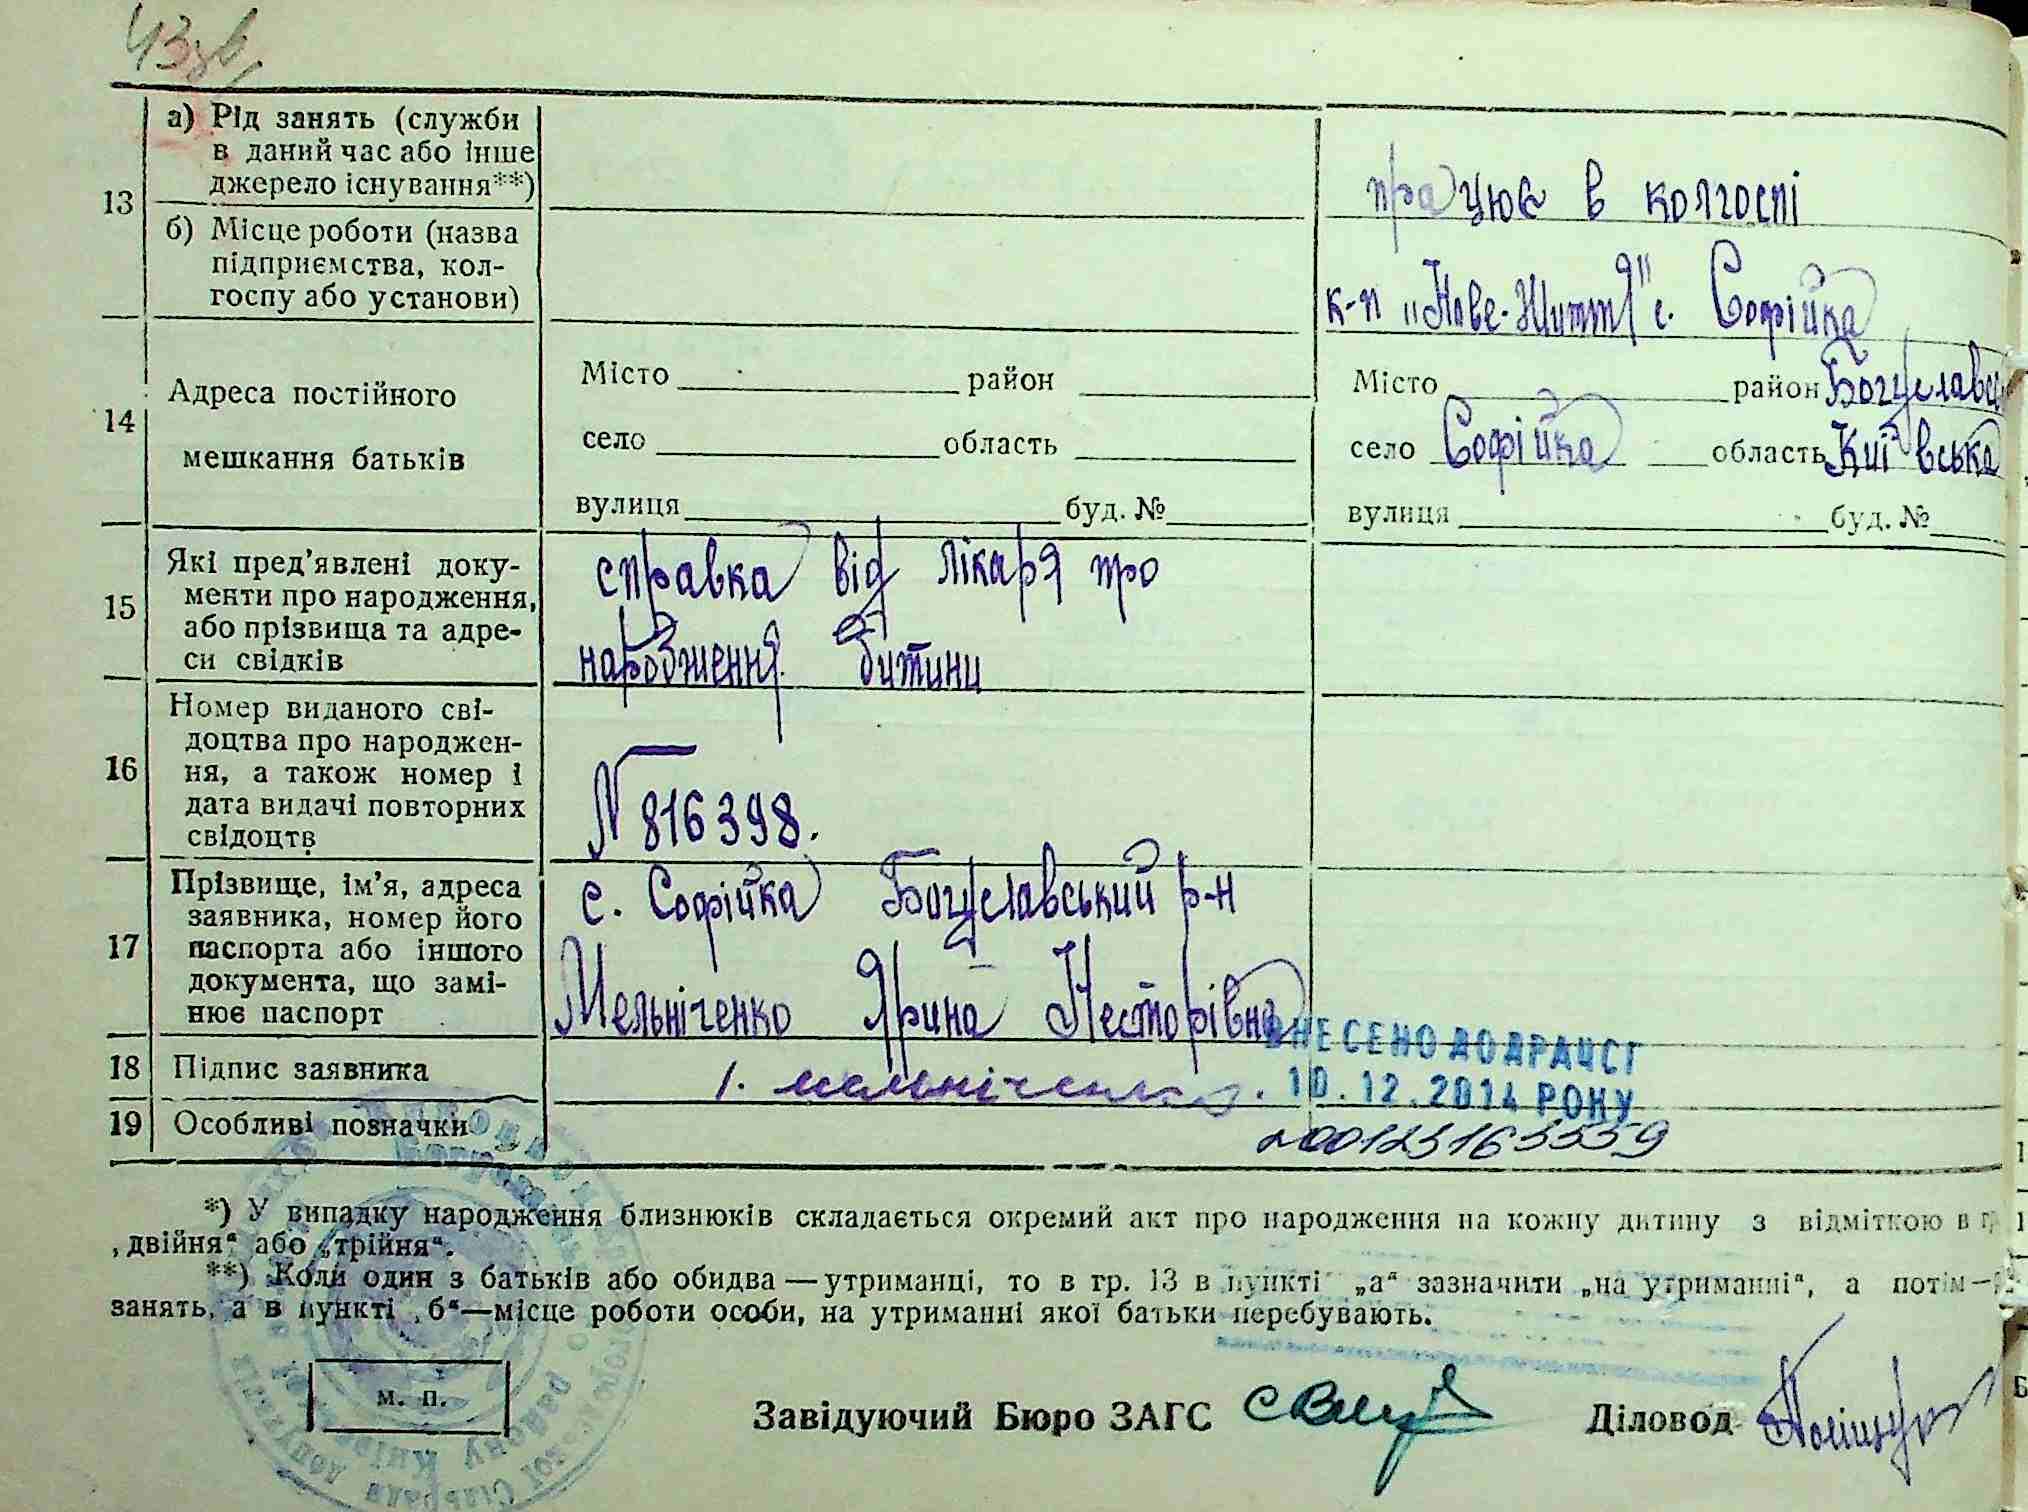 43 зв
13
а) Рід занять (служби
в даний час або інше
джерело існування**)
працює в колгоспі
б) Місце роботи (назва
підприємства, кол-
госпу або установи)
к-п „Нове-Життя" с. Софійка
14
Адреса постійного
мешкання батьків
Місто район
село область
вулиця буд. №
Місто район Богуславс
село Софійка область Київська
вулиця буд. №
15
Які пред'явлені доку-
менти про народження,
або прізвища та адре-
си свідків
справка від лікаря про
народження дитини
16
Номер виданого сві-
доцтва про народжен-
ня, а також номер і
дата видачі повторних
свідоцтв
N 816398.
17
Прізвище, ім'я, адреса
заявника, номер його
паспорта або іншого
документа, що замі-
нює паспорт
с. Софійка Богуславський р-н
Мельніченко Ярина Несторівна
18 Підпис заявника
І. мельніченко.
ВНЕСЕНО ДО ДРАЦСГ
10.12.2014 РОКУ
19 Особливі позначки
00123163559
*) У випадку народження близнюків складається окремий акт про народження на кожну дитину з відміткою в г
„двійня“ або „трійня“.
**) Коли один з батьків або обидва — утриманці, то в гр. 13 в пункті „а“ зазначити „на утриманні“, а потім —
занять, а в пункті „б“—місце роботи особи, на утриманні якої батьки перебувають.
м. п.
Завідуючий Бюро ЗАГС
Діловод Поліщук